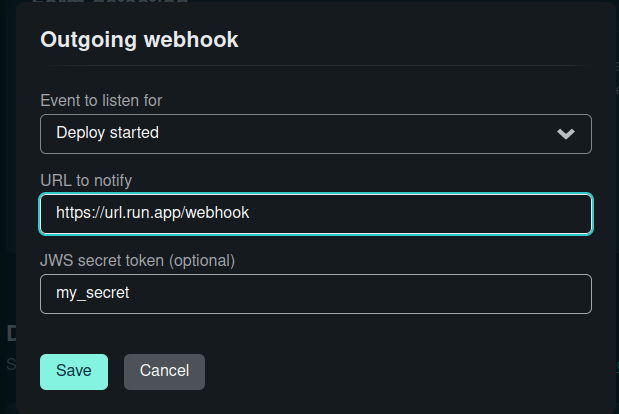 Outgoing webhook
Event to listen for
Deploy started
URL to notify
https://url.run.app/webhook
JWS secret token (optional)
my_secret
Save
Cancel